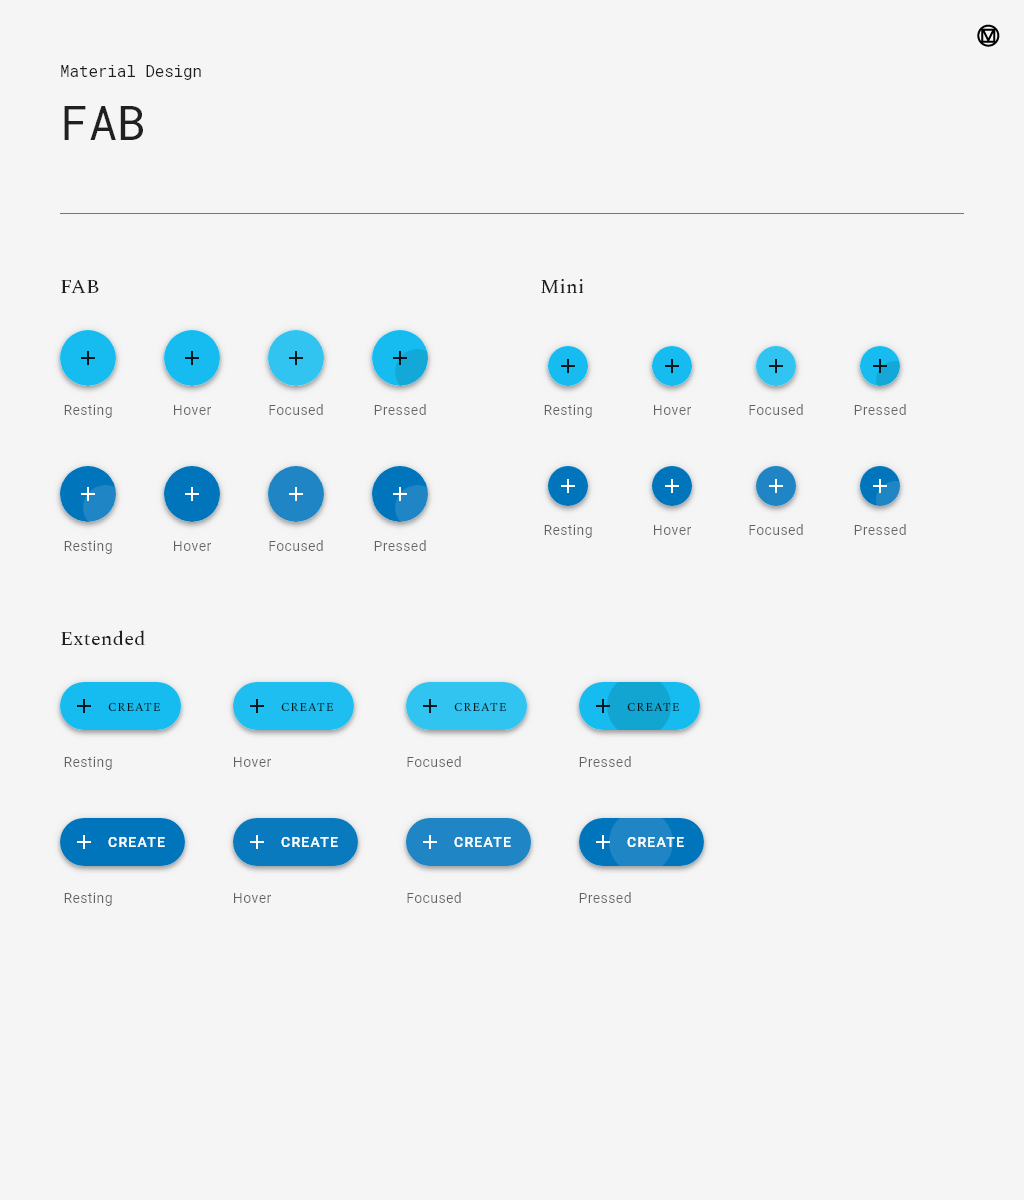 Material Design
FAB
FAB
Mini
Resting Hover Focused Pressed
Resting Hover Focused Pressed
Resting Hover Focused Pressed
Resting Hover Focused Pressed
Extended
CREATE CREATE CREATE CREATE
Resting Hover Focused Pressed
CREATE CREATE CREATE CREATE
Resting Hover Focused Pressed